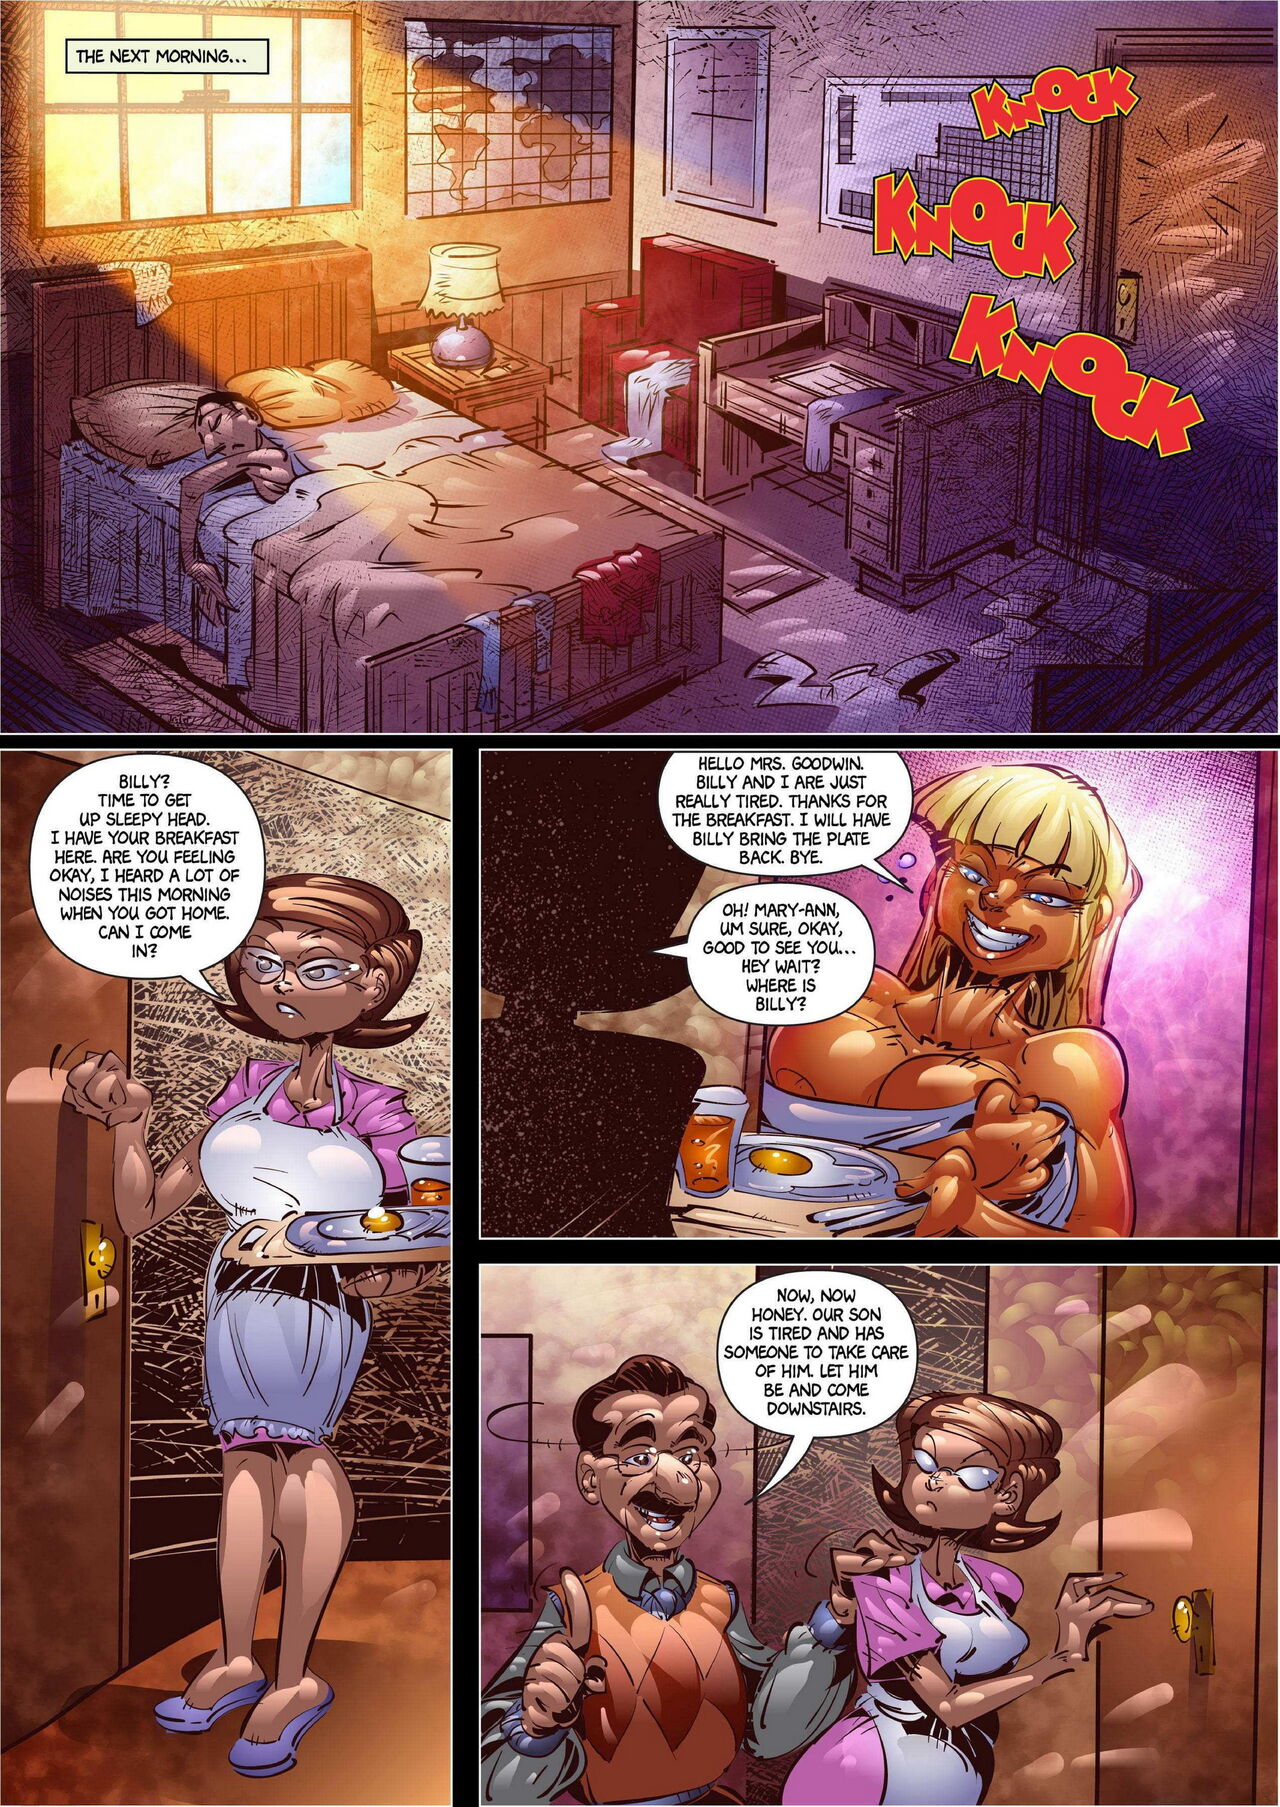 THE NEXT MORNING...
KNOCK
KNOCK
KNOCK
BILLY?
TIME TO GET
UP SLEEPY HEAD.
I HAVE YOUR BREAKFAST
HERE. ARE YOU FEELING
OKAY, I HEARD A LOT OF
NOISES THIS MORNING
WHEN YOU GOT HOME.
CAN I COME
IN?
HELLO MRS. GOODWIN.
BILLY AND I ARE JUST
REALLY TIRED. THANKS FOR
THE BREAKFAST. I WILL HAVE
BILLY BRING THE PLATE
BACK. BYE.
OH! MARY-ANN,
UM SURE, OKAY,
GOOD TO SEE YOU...
HEY WAIT?
WHERE IS
BILLY?
NOW, NOW
HONEY. OUR SON
IS TIRED AND HAS
SOMEONE TO TAKE CARE
OF HIM. LET HIM
BE AND COME
DOWNSTAIRS.